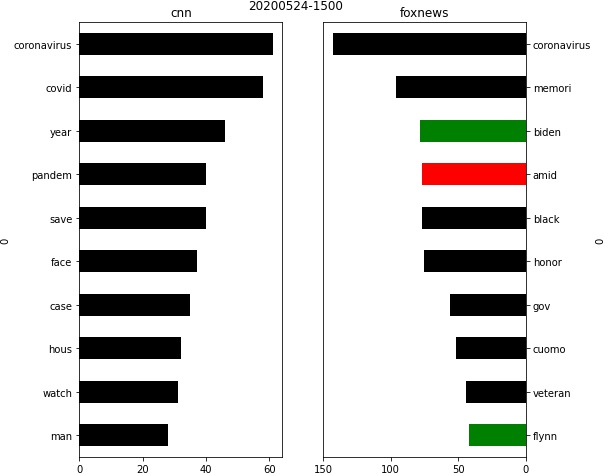 20200524-1500
cnn
foxnews
coronavirus
covid
year
pandem
save
face
case
hous
watch
man
0
0 20 40 60
coronavirus
memori
biden
amid
black
honor
gov
cuomo
veteran
flynn
0
150 100 50 0